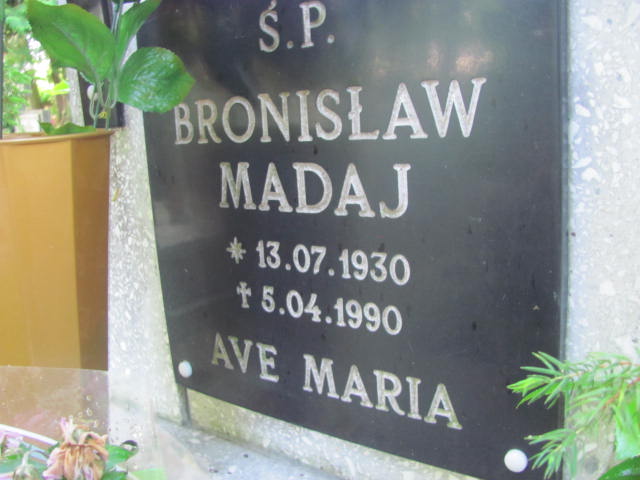 Ś.P.
BRONISŁAW
MADAJ
* 13.07.1930
✝ 5.04.1990
AVE MARIA